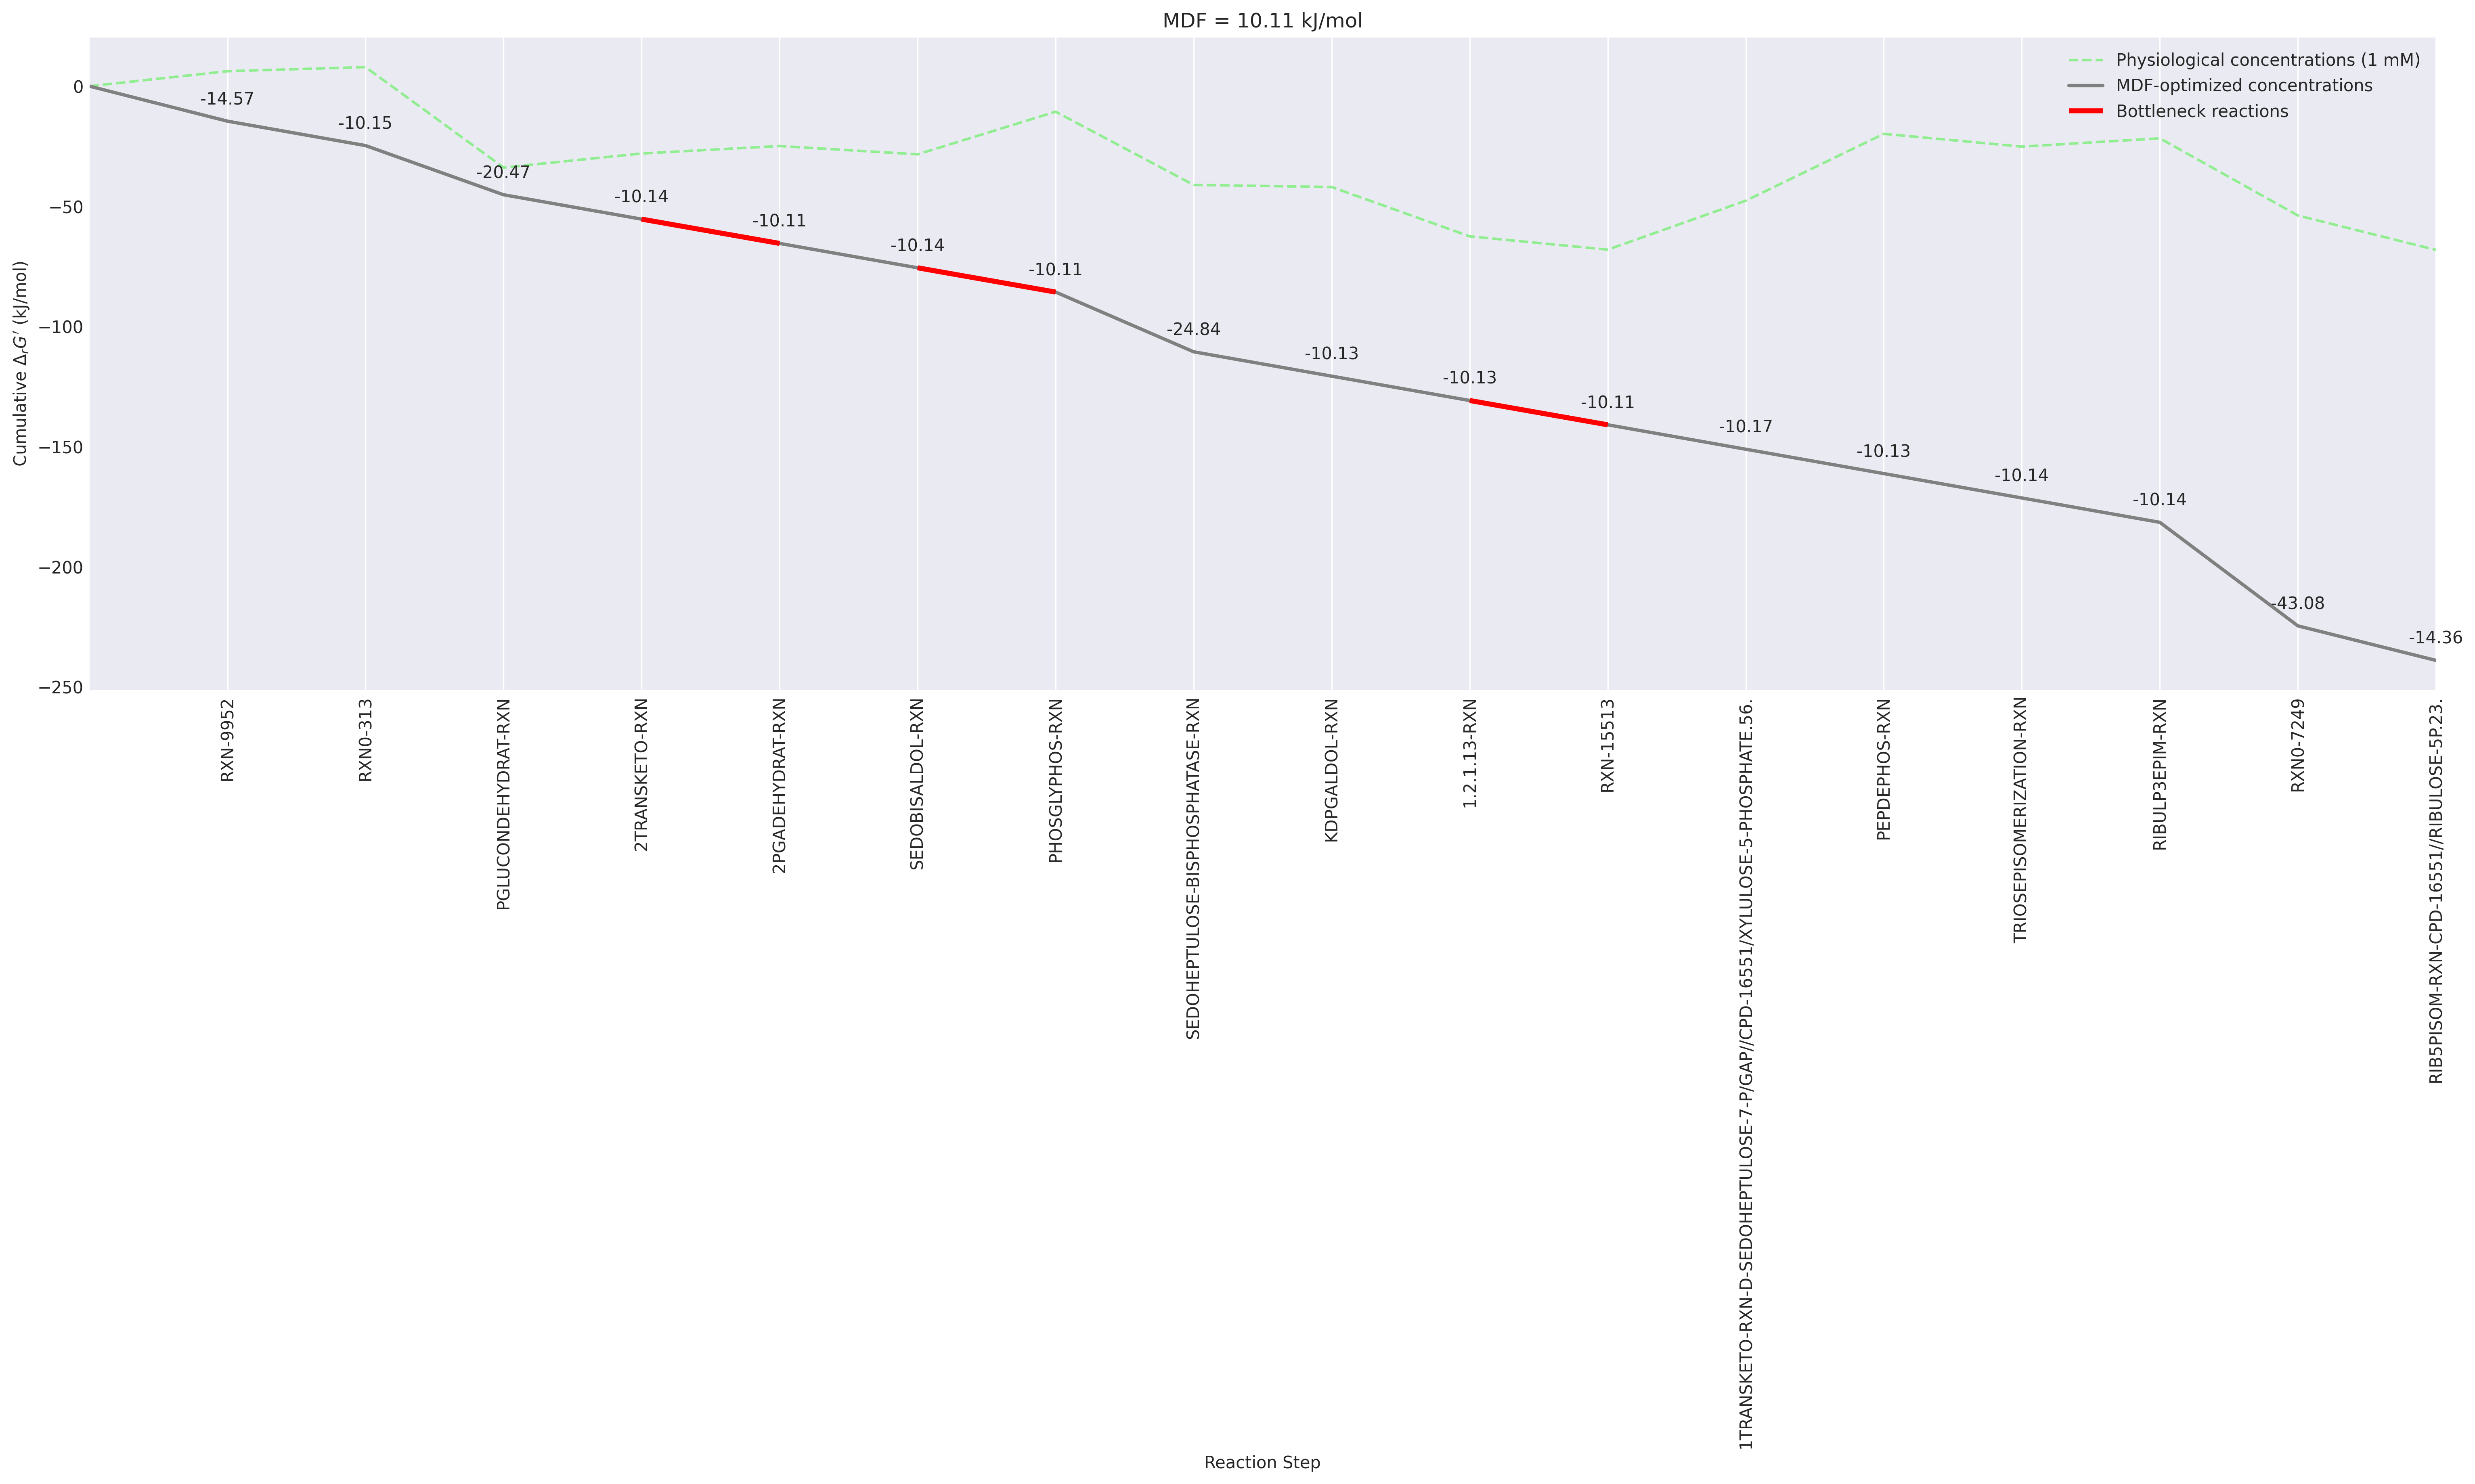 MDF = 10.11 kJ/mol
Physiological concentrations (1 mM)
MDF-optimized concentrations
Bottleneck reactions
Cumulative ΔrG′ (kJ/mol)
0
−50
−100
−150
−200
−250
-14.57
-10.15
-20.47
-10.14
-10.11
-10.14
-10.11
-24.84
-10.13
-10.13
-10.11
-10.17
-10.13
-10.14
-10.14
-43.08
-14.36
RXN-9952
RXN0-313
PGLUCONDEHYDRAT-RXN
2TRANSKETO-RXN
2PGADEHYDRAT-RXN
SEDOBISALDOL-RXN
PHOSGLYPHOS-RXN
SEDOHEPTULOSE-BISPHOSPHATASE-RXN
KDPGALDOL-RXN
1.2.1.13-RXN
RXN-15513
1TRANSKETO-RXN-D-SEDOHEPTULOSE-7-P/GAP//CPD-16551/XYLULOSE-5-PHOSPHATE.56.
PEPDEPHOS-RXN
TRIOSEPISOMERIZATION-RXN
RIBULP3EPIM-RXN
RXN0-7249
RIB5PISOM-RXN-CPD-16551//RIBULOSE-5P.23.
Reaction Step